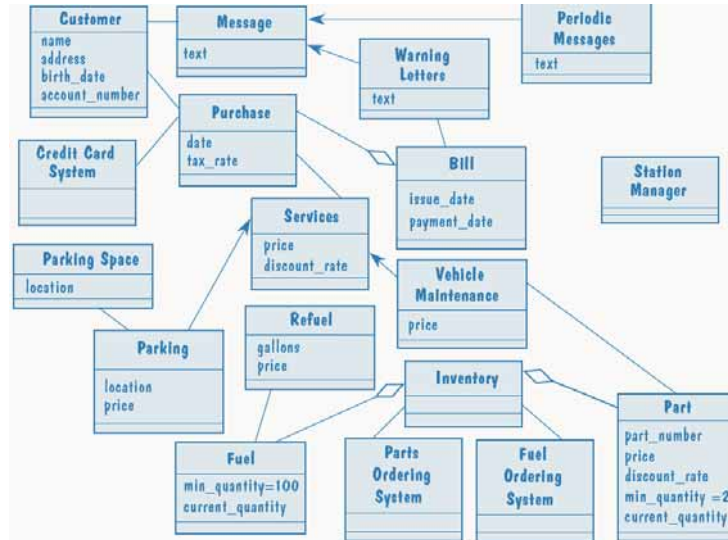 Customer
name
address
birth_date
account_number
Message
text
Periodic
Messages
text
Warning
Letters
text
Purchase
date
tax_rate
Credit Card
System
Bill
issue_date
payment_date
Station
Manager
Services
price
discount_rate
Parking Space
location
Vehicle
Maintenance
price
Refuel
gallons
price
Parking
location
price
Inventory
Part
part_number
price
discount_rate
min_quantity =2
current_quantity
Fuel
min_quantity=100
current_quantity
Parts
Ordering
System
Fuel
Ordering
System